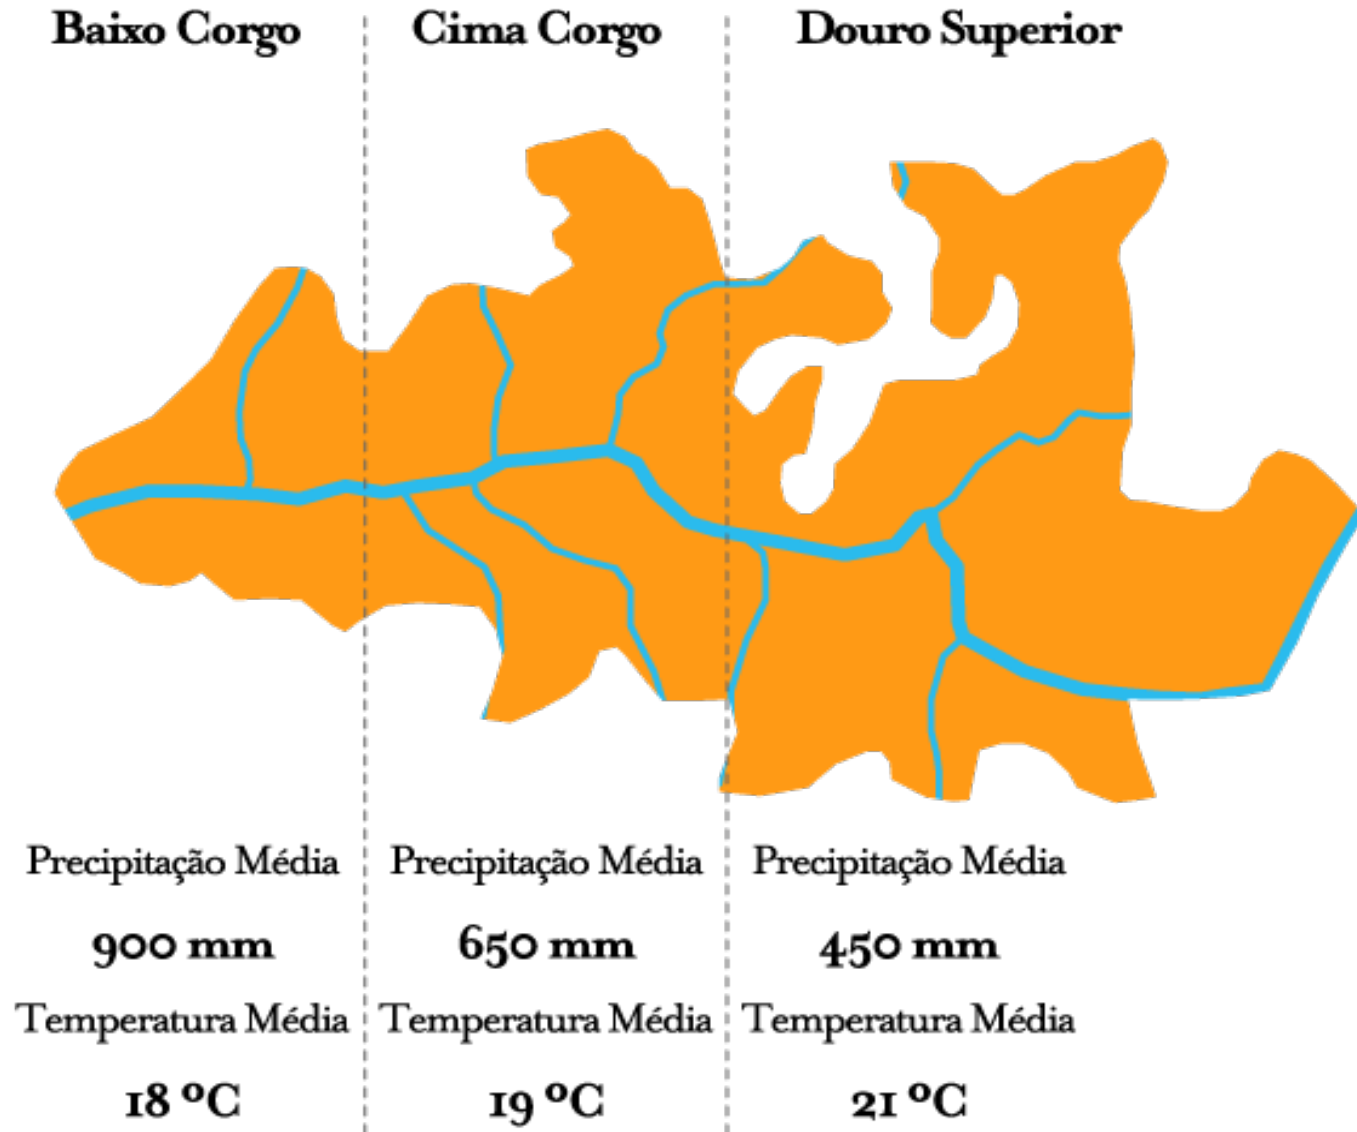 Baixo Corgo
Cima Corgo
Douro Superior
Precipitação Média
Precipitação Média
Precipitação Média
900 mm
650 mm
450 mm
Temperatura Média
Temperatura Média
Temperatura Média
18 ºC
19 ºC
21 ºC